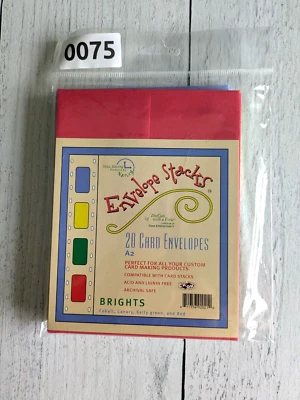 0075
Envelope Stacks
20 CARD ENVELOPES
A2
PERFECT FOR ALL YOUR CUSTOM
CARD MAKING PRODUCTS
COMPATIBLE WITH CARD STACKS
ACID AND LIGNIN FREE
ARCHIVAL SAFE
BRIGHTS
Cobalt, Canary, Kelly green, and Red